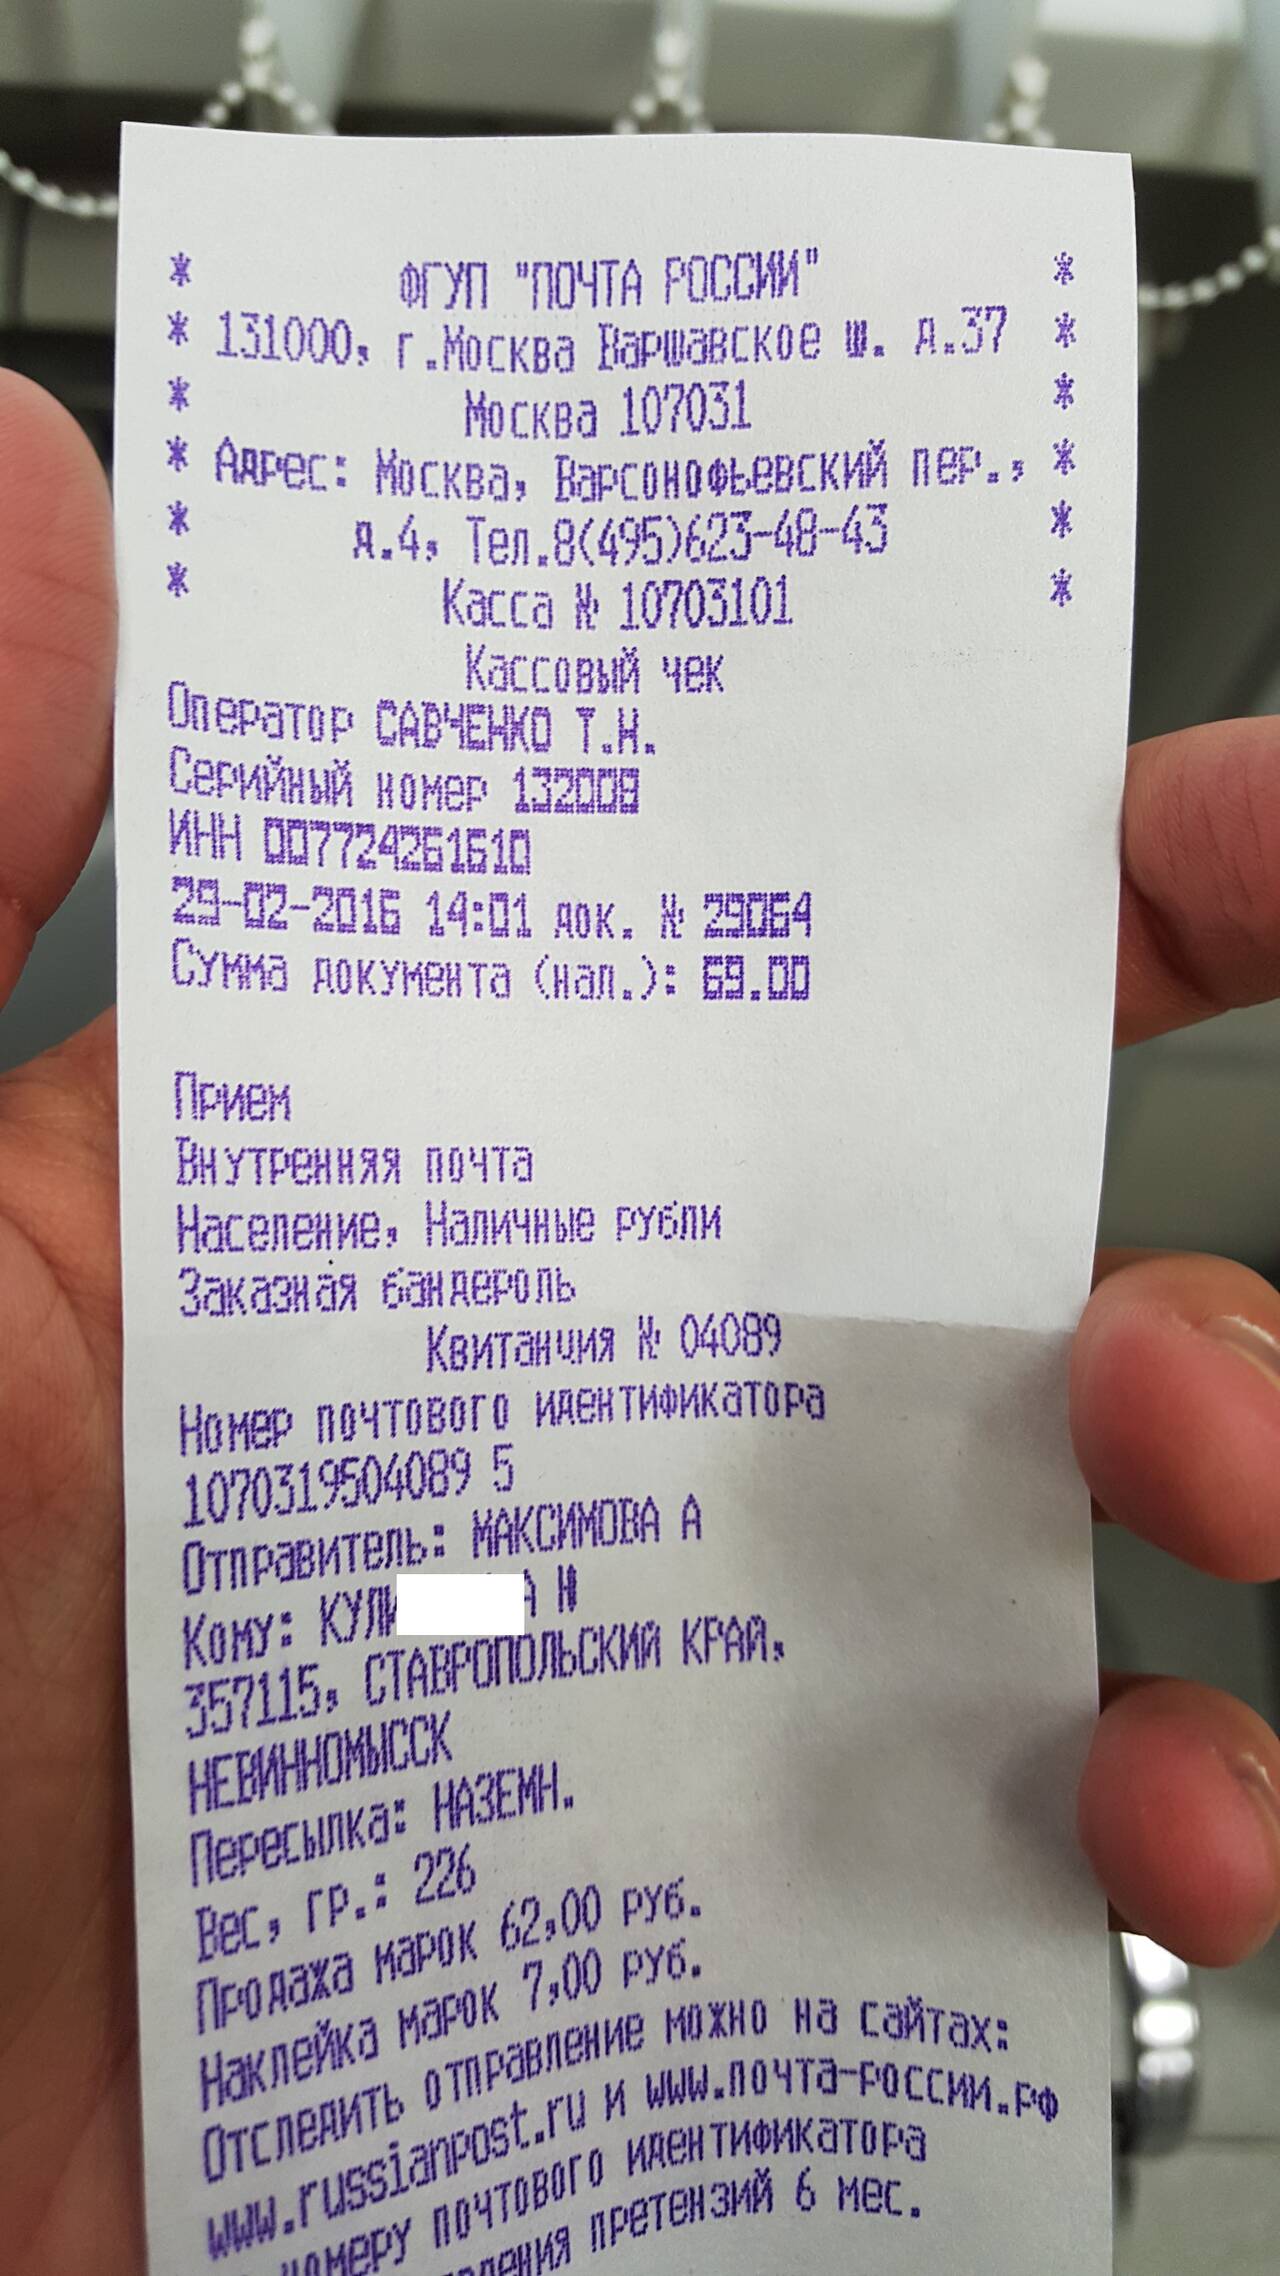 * ФГУП "ПОЧТА РОССИИ" *
* 131000, г.Москва Варшавское ш. д.37 *
* Москва 107031 *
* Адрес: Москва, Варсонофьевский пер., *
* д.4, Тел.8(495)623-48-43 *
* Касса № 10703101 *
Кассовый чек
Оператор САВЧЕНКО Т.Н.
Серийный номер 132009
ИНН 007724261610
29-02-2016 14:01 док. № 29064
Сумма документа (нал.): 69.00
Прием
Внутренняя почта
Население, Наличные рубли
Заказная бандероль
Квитанция № 04089
Номер почтового идентификатора
1070319504089 5
Отправитель: МАКСИМОВА А
Кому: КУЛИ А Н
357115, СТАВРОПОЛЬСКИЙ КРАЙ,
НЕВИННОМЫССК
Пересылка: НАЗЕМН.
Вес, гр.: 226
Продажа марок 62,00 руб.
Наклейка марок 7,00 руб.
Отследить отправление можно на сайтах:
www.russianpost.ru и www.почта-россии.рф
номеру почтового идентификатора
претензий 6 мес.